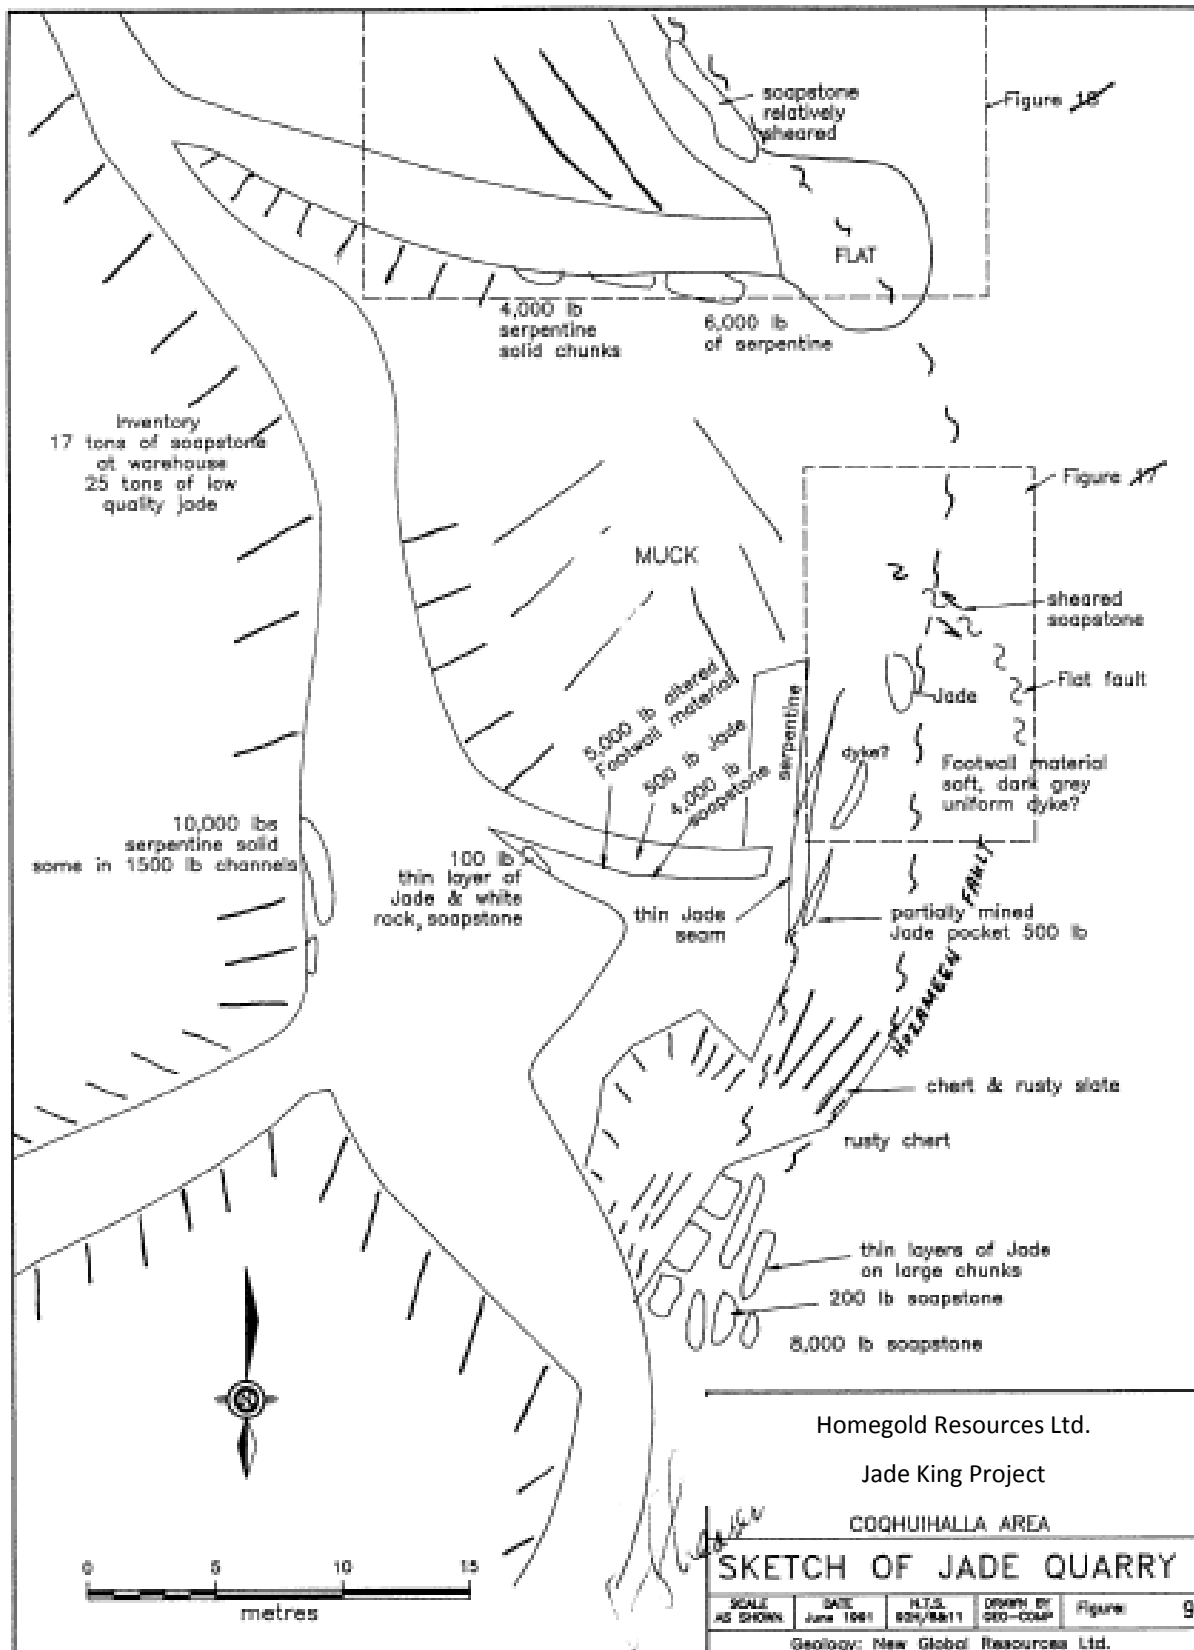 soapstone
relatively
sheared
Figure 18
FLAT
4,000 lb
serpentine
solid chunks
6,000 lb
of serpentine
Inventory
17 tons of soapstone
at warehouse
25 tons of low
quality jade
Figure 17
MUCK
sheared
soapstone
Flat fault
Jade
5,000 lb altered
Footwall material
500 lb Jade
4,000 lb
soapstone
serpentine
dyke?
Footwall material
soft, dark grey
uniform dyke?
10,000 lbs
serpentine solid
some in 1500 lb channels
100 lb
thin layer of
Jade & white
rock, soapstone
thin Jade
seam
partially mined
Jade pocket 500 lb
HOZAMEEN FAULT
chert & rusty slate
rusty chert
thin layers of Jade
on large chunks
200 lb soapstone
8,000 lb soapstone
Homegold Resources Ltd.
Jade King Project
COQHUIHALLA AREA
SKETCH OF JADE QUARRY
0 5 10 15
metres
SCALE
AS SHOWN
DATE
June 1991
N.T.S.
DRAWN BY
GEO-COMP
Figure: 9
Geology: New Global Resources Ltd.